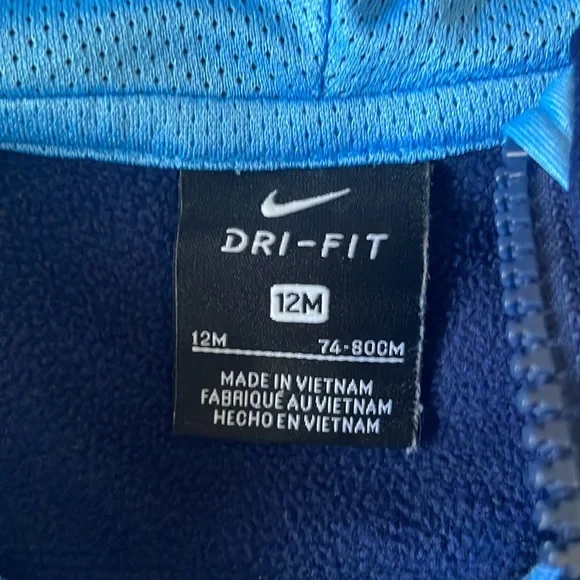 DRI-FIT
12M
12M 74-80CM
MADE IN VIETNAM
FABRIQUÉ AU VIETNAM
HECHO EN VIETNAM